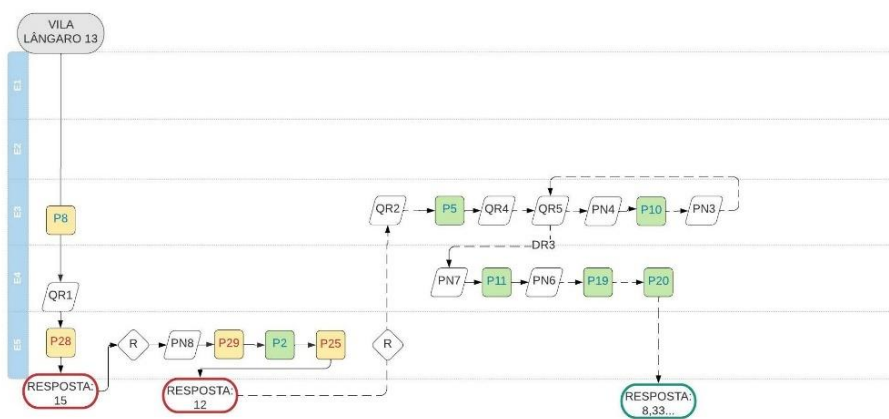 VILA
LÂNGARO 13
E1
E2
E3
P8
QR2
P5
QR4
QR5
PN4
P10
PN3
DR3
E4
QR1
PN7
P11
PN6
P19
P20
E5
P28
R
PN8
P29
P2
P25
R
RESPOSTA:
15
RESPOSTA:
12
RESPOSTA:
8,33...